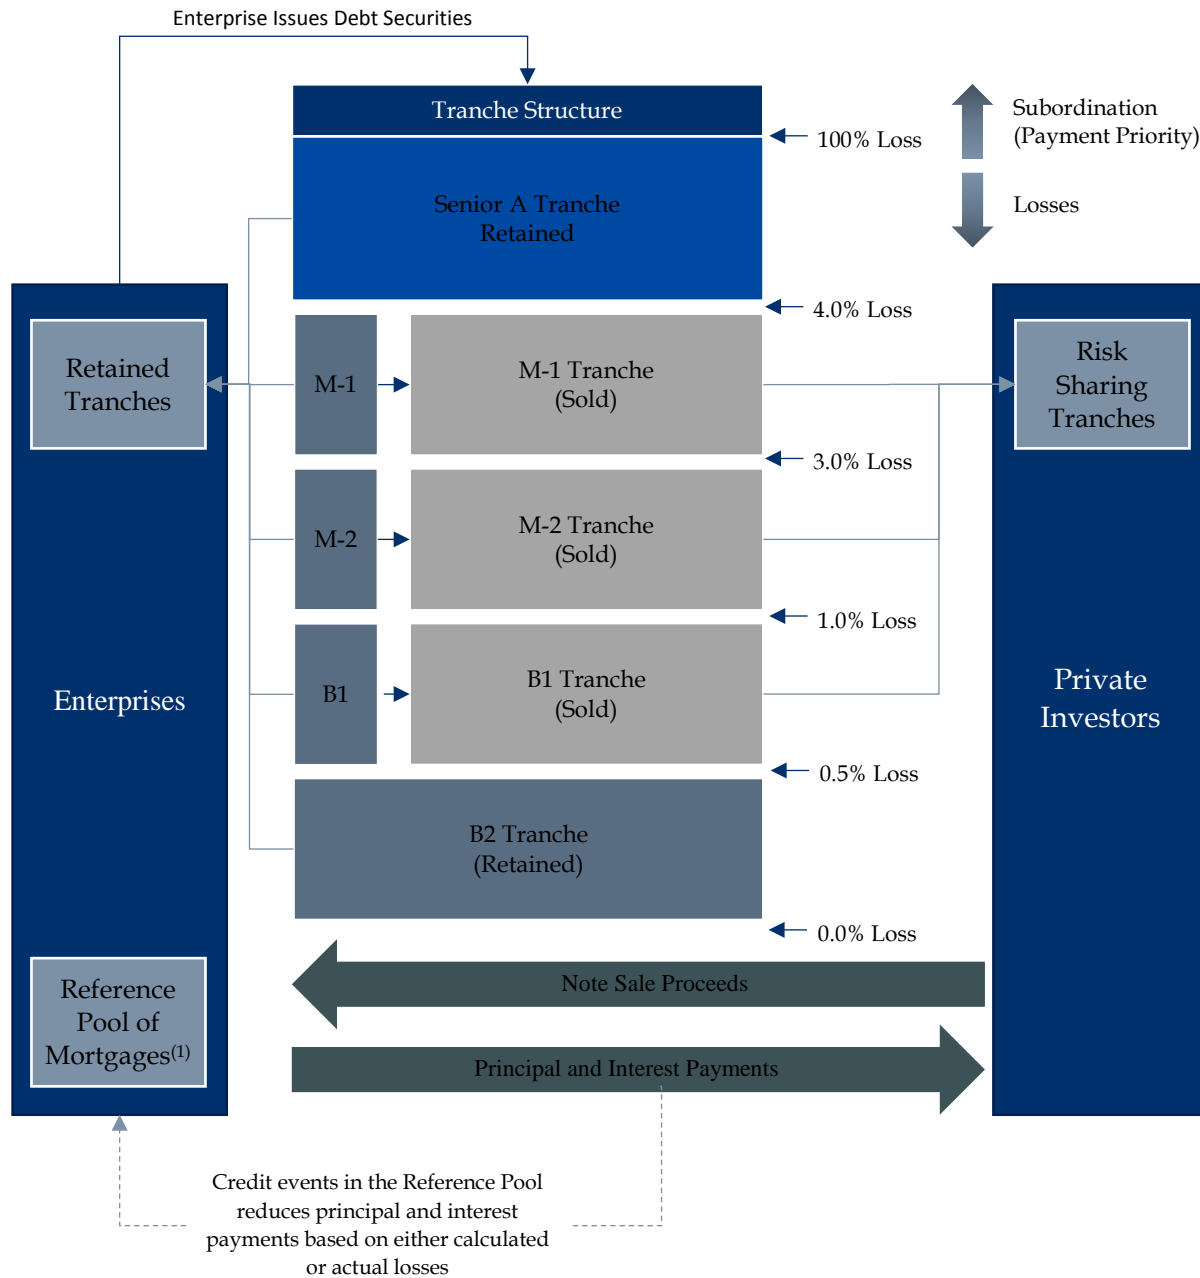 Enterprise Issues Debt Securities
Tranche Structure
Subordination
(Payment Priority)
100% Loss
Senior A Tranche
Retained
Losses
4.0% Loss
Retained
Tranches
M-1
M-1 Tranche
(Sold)
Risk
Sharing
Tranches
3.0% Loss
M-2
M-2 Tranche
(Sold)
1.0% Loss
Enterprises
B1
B1 Tranche
(Sold)
Private
Investors
0.5% Loss
B2 Tranche
(Retained)
0.0% Loss
Reference
Pool of
Mortgages(1)
Note Sale Proceeds
Principal and Interest Payments
Credit events in the Reference Pool
reduces principal and interest
payments based on either calculated
or actual losses